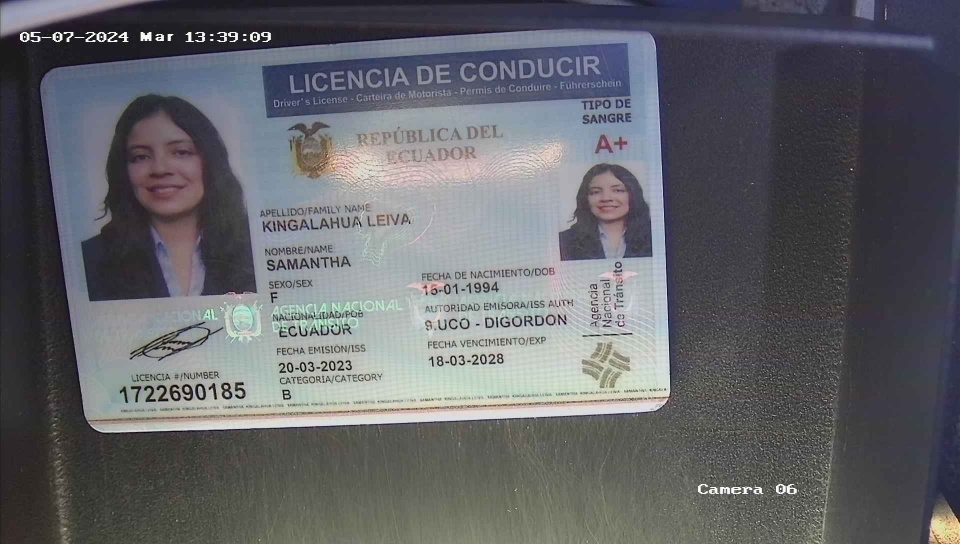 05-07-2024 Mar 13:39:09
LICENCIA DE CONDUCIR
Driver's License - Carteira de Motorista - Permis de Conduire - Führerschein
TIPO DE
SANGRE
A+
REPÚBLICA DEL
ECUADOR
APELLIDO/FAMILY NAME
KINGALAHUA LEIVA
NOMBRE/NAME
SAMANTHA
SEXO/SEX
F
FECHA DE NACIMIENTO/DOB
-01-1994
NACIONALIDAD/POB
ECUADOR
AUTORIDAD EMISORA/ISS AUTH
S.UCO - DIGORDON
AGENCIA NACIONAL
DE TRÁNSITO
ONAL
FECHA EMISIÓN/ISS
20-03-2023
FECHA VENCIMIENTO/EXP
18-03-2028
CATEGORIA/CATEGORY
B
LICENCIA #/NUMBER
1722690185
Agencia
Nacional
de Tránsito
Camera 06